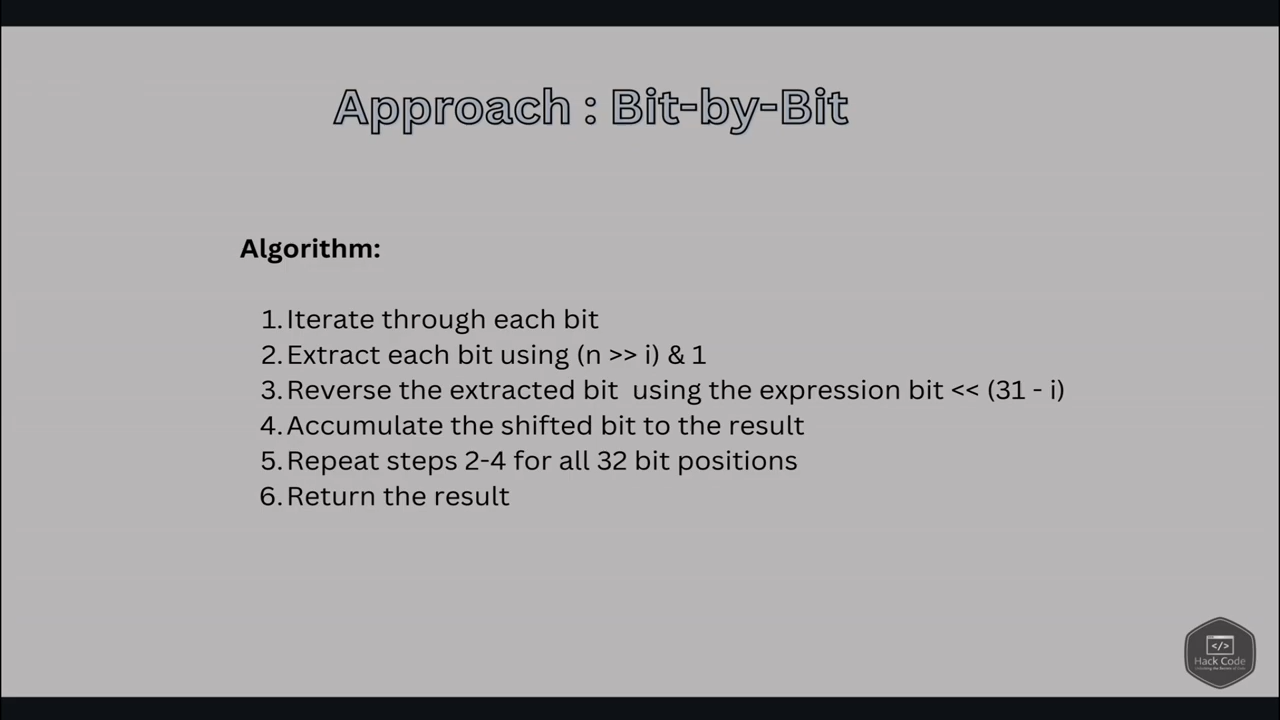 Approach : Bit-by-Bit
Algorithm:
1. Iterate through each bit
2. Extract each bit using (n >> i) & 1
3. Reverse the extracted bit  using the expression bit << (31 - i)
4. Accumulate the shifted bit to the result
5. Repeat steps 2-4 for all 32 bit positions
6. Return the result
</>
Hack Code